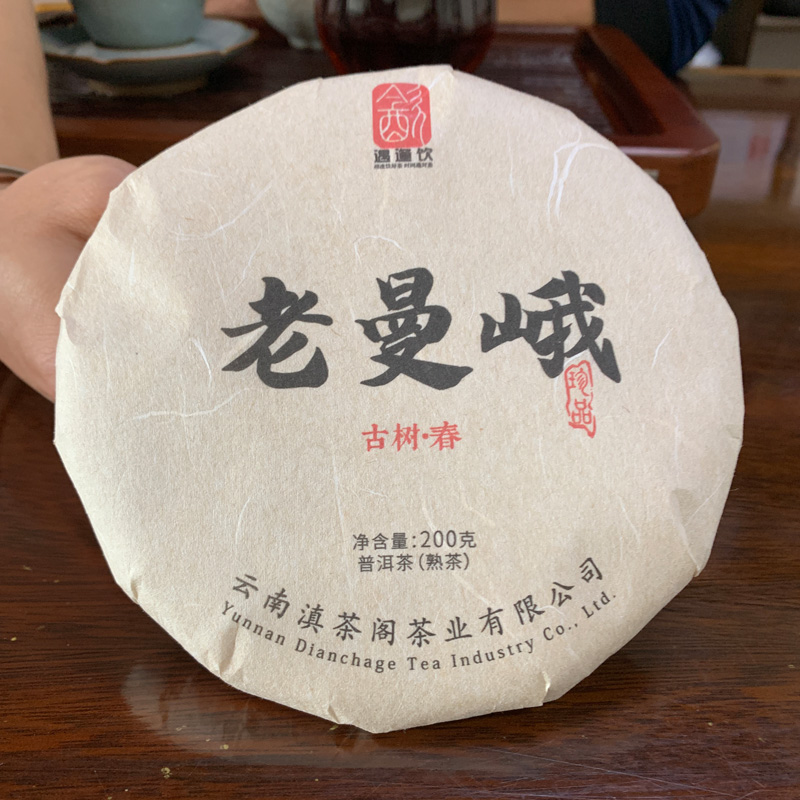 遇道饮
老曼峨
珍品
古树·春
净含量:200克
普洱茶(熟茶)
云南滇茶阁茶业有限公司
Yunnan Dianchage Tea Industry Co., Ltd.